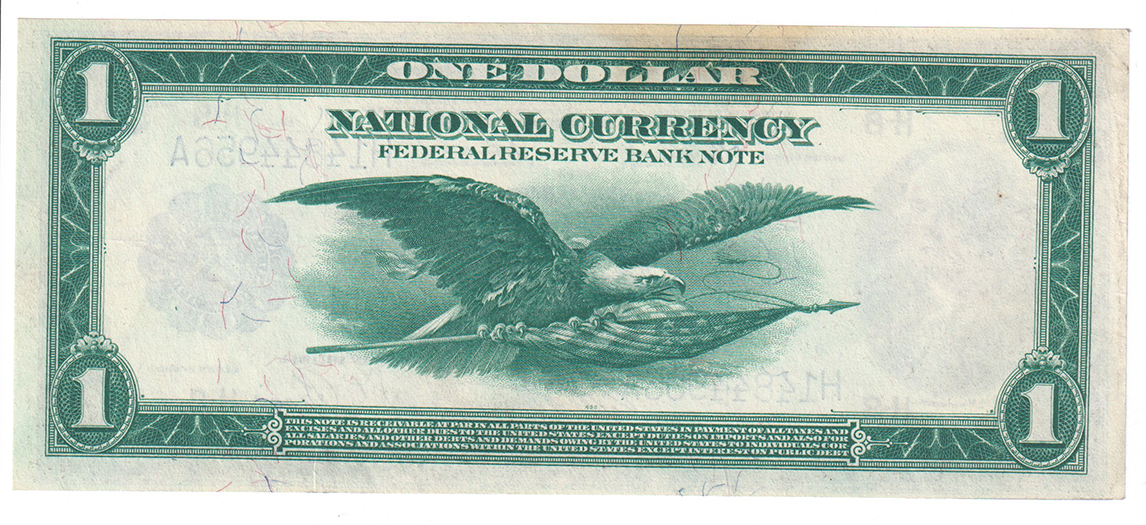 1 ONE DOLLAR 1
NATIONAL CURRENCY
FEDERAL RESERVE BANK NOTE
1 1
THIS NOTE IS RECEIVABLE AT PAR IN ALL PARTS OF THE UNITED STATES IN PAYMENT OF ALL TAXES AND
EXCISES AND ALL OTHER DUES TO THE UNITED STATES EXCEPT DUTIES ON IMPORTS AND ALSO FOR
ALL SALARIES AND OTHER DEBTS AND DEMANDS OWING BY THE UNITED STATES TO INDIVIDUALS COR
PORATIONS AND ASSOCIATIONS WITHIN THE UNITED STATES EXCEPT INTEREST ON PUBLIC DEBT